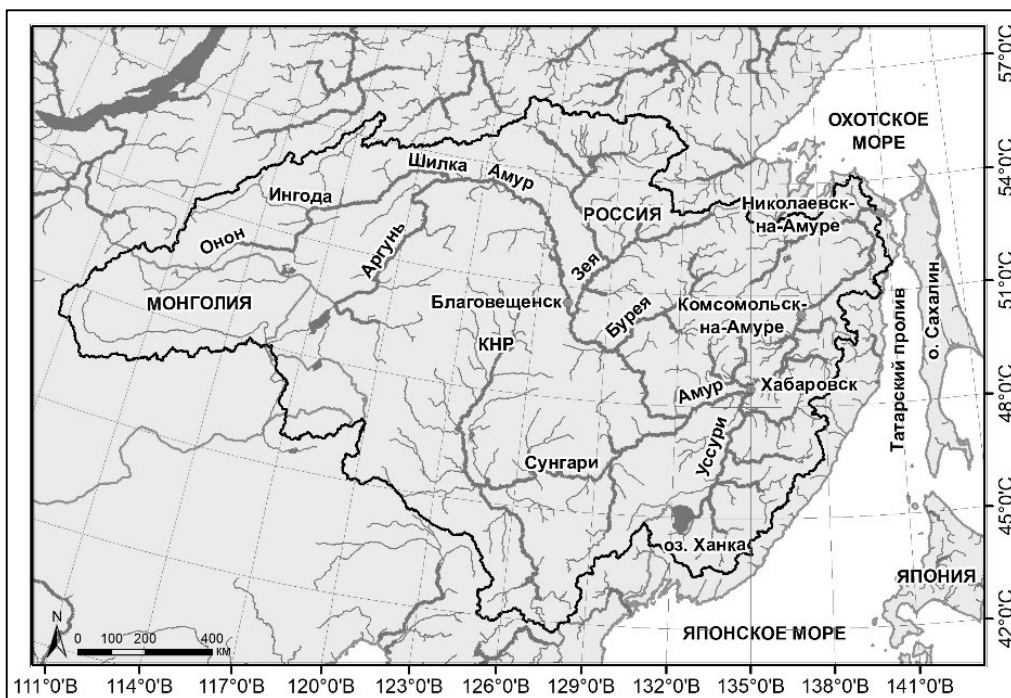 ОХОТСКОЕ
МОРЕ
57°0'С
54°0'С
51°0'С
48°0'С
45°0'С
42°0'С
Шилка
Амур
Ингода
РОССИЯ
Николаевск-
на-Амуре
Онон
Аргунь
Зея
МОНГОЛИЯ
Благовещенск
Бурея
Комсомольск-
на-Амуре
Татарский пролив
о. Сахалин
КНР
Амур
Хабаровск
Сунгари
Уссури
оз. Ханка
ЯПОНИЯ
ЯПОНСКОЕ МОРЕ
N
0 100 200 400
КМ
111°0'В 114°0'В 117°0'В 120°0'В 123°0'В 126°0'В 129°0'В 132°0'В 135°0'В 138°0'В 141°0'В